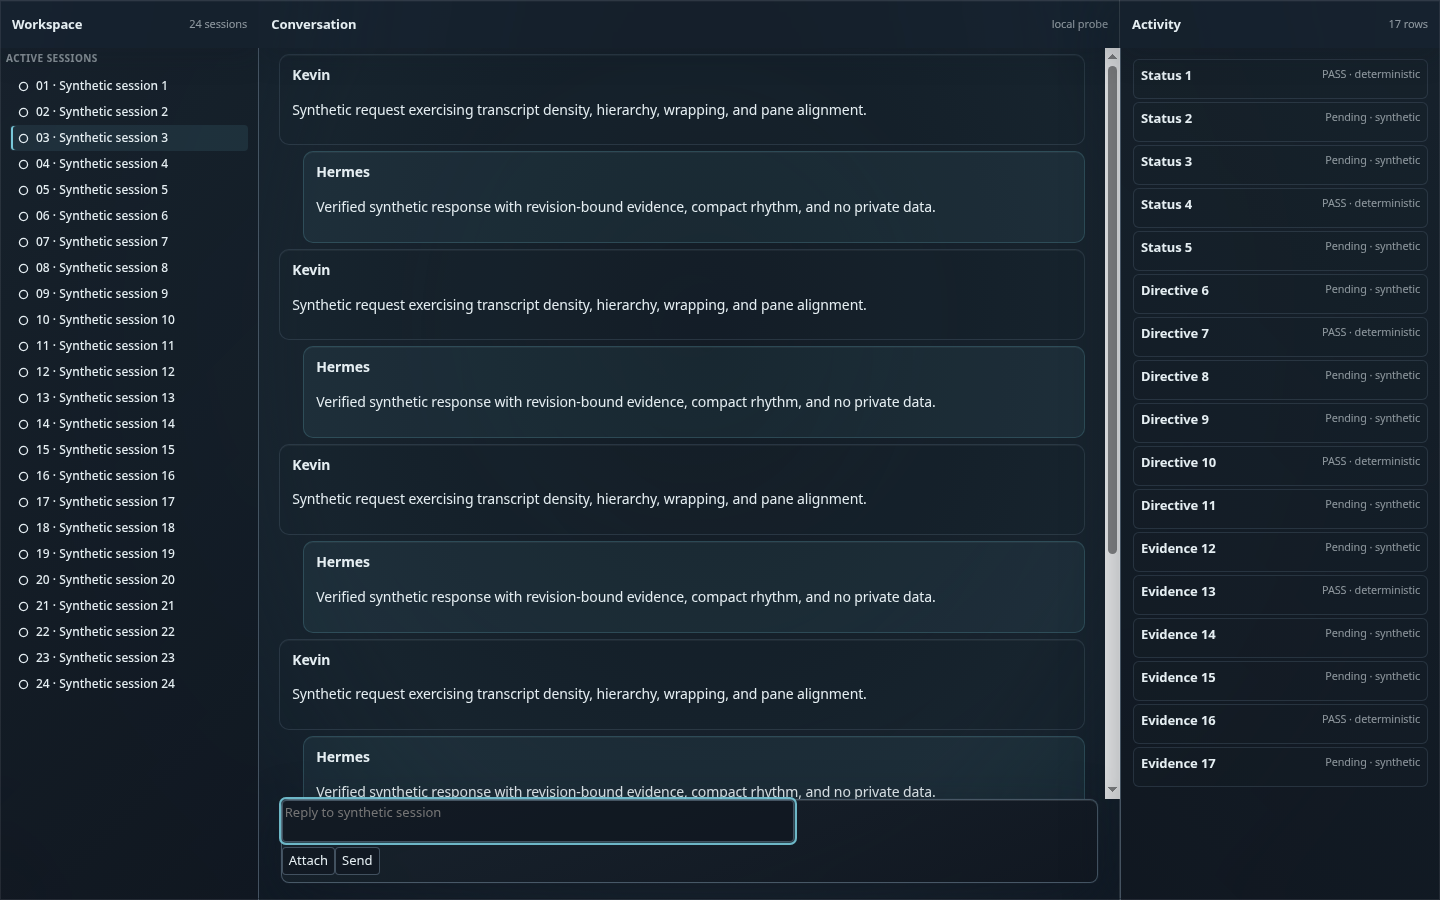 Workspace
24 sessions
ACTIVE SESSIONS
01 · Synthetic session 1
02 · Synthetic session 2
03 · Synthetic session 3
04 · Synthetic session 4
05 · Synthetic session 5
06 · Synthetic session 6
07 · Synthetic session 7
08 · Synthetic session 8
09 · Synthetic session 9
10 · Synthetic session 10
11 · Synthetic session 11
12 · Synthetic session 12
13 · Synthetic session 13
14 · Synthetic session 14
15 · Synthetic session 15
16 · Synthetic session 16
17 · Synthetic session 17
18 · Synthetic session 18
19 · Synthetic session 19
20 · Synthetic session 20
21 · Synthetic session 21
22 · Synthetic session 22
23 · Synthetic session 23
24 · Synthetic session 24
Conversation
local probe
Kevin
Synthetic request exercising transcript density, hierarchy, wrapping, and pane alignment.
Hermes
Verified synthetic response with revision-bound evidence, compact rhythm, and no private data.
Kevin
Synthetic request exercising transcript density, hierarchy, wrapping, and pane alignment.
Hermes
Verified synthetic response with revision-bound evidence, compact rhythm, and no private data.
Kevin
Synthetic request exercising transcript density, hierarchy, wrapping, and pane alignment.
Hermes
Verified synthetic response with revision-bound evidence, compact rhythm, and no private data.
Kevin
Synthetic request exercising transcript density, hierarchy, wrapping, and pane alignment.
Hermes
Verified synthetic response with revision-bound evidence, compact rhythm, and no private data.
Reply to synthetic session
Attach
Send
Activity
17 rows
Status 1
PASS · deterministic
Status 2
Pending · synthetic
Status 3
Pending · synthetic
Status 4
PASS · deterministic
Status 5
Pending · synthetic
Directive 6
Pending · synthetic
Directive 7
PASS · deterministic
Directive 8
Pending · synthetic
Directive 9
Pending · synthetic
Directive 10
PASS · deterministic
Directive 11
Pending · synthetic
Evidence 12
Pending · synthetic
Evidence 13
PASS · deterministic
Evidence 14
Pending · synthetic
Evidence 15
Pending · synthetic
Evidence 16
PASS · deterministic
Evidence 17
Pending · synthetic